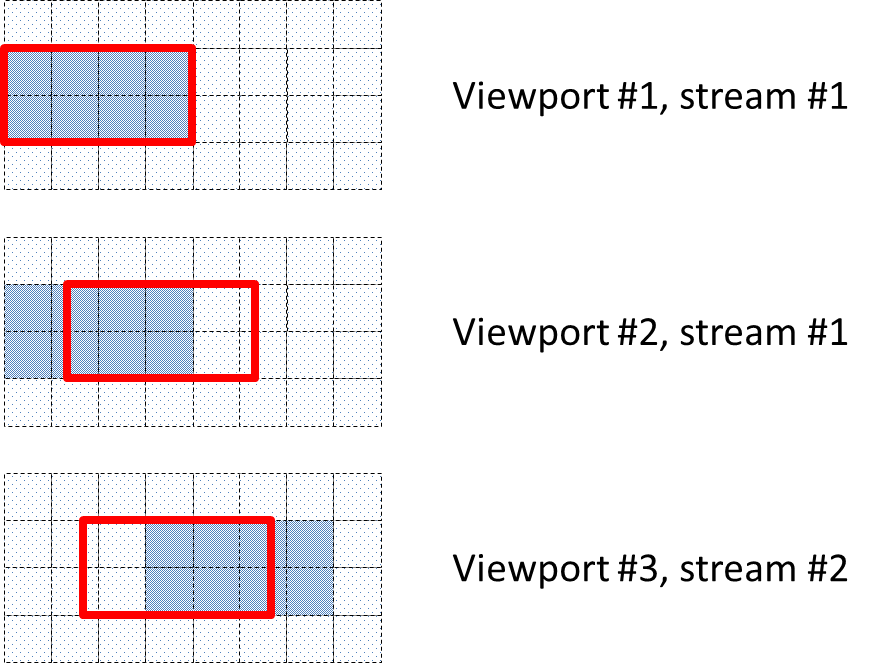 Viewport #1, stream #1
Viewport #2, stream #1
Viewport #3, stream #2